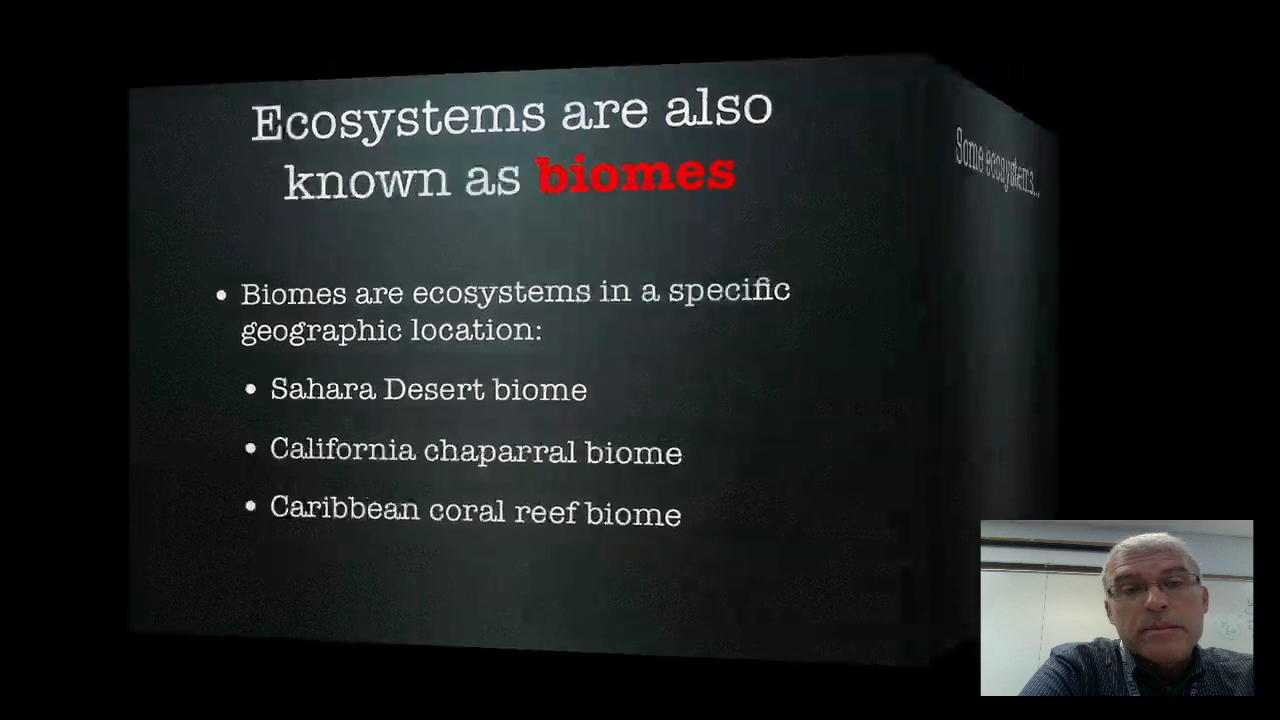 Ecosystems are also
known as biomes
• Biomes are ecosystems in a specific
geographic location:
• Sahara Desert biome
• California chaparral biome
• Caribbean coral reef biome
Some ecosystems...